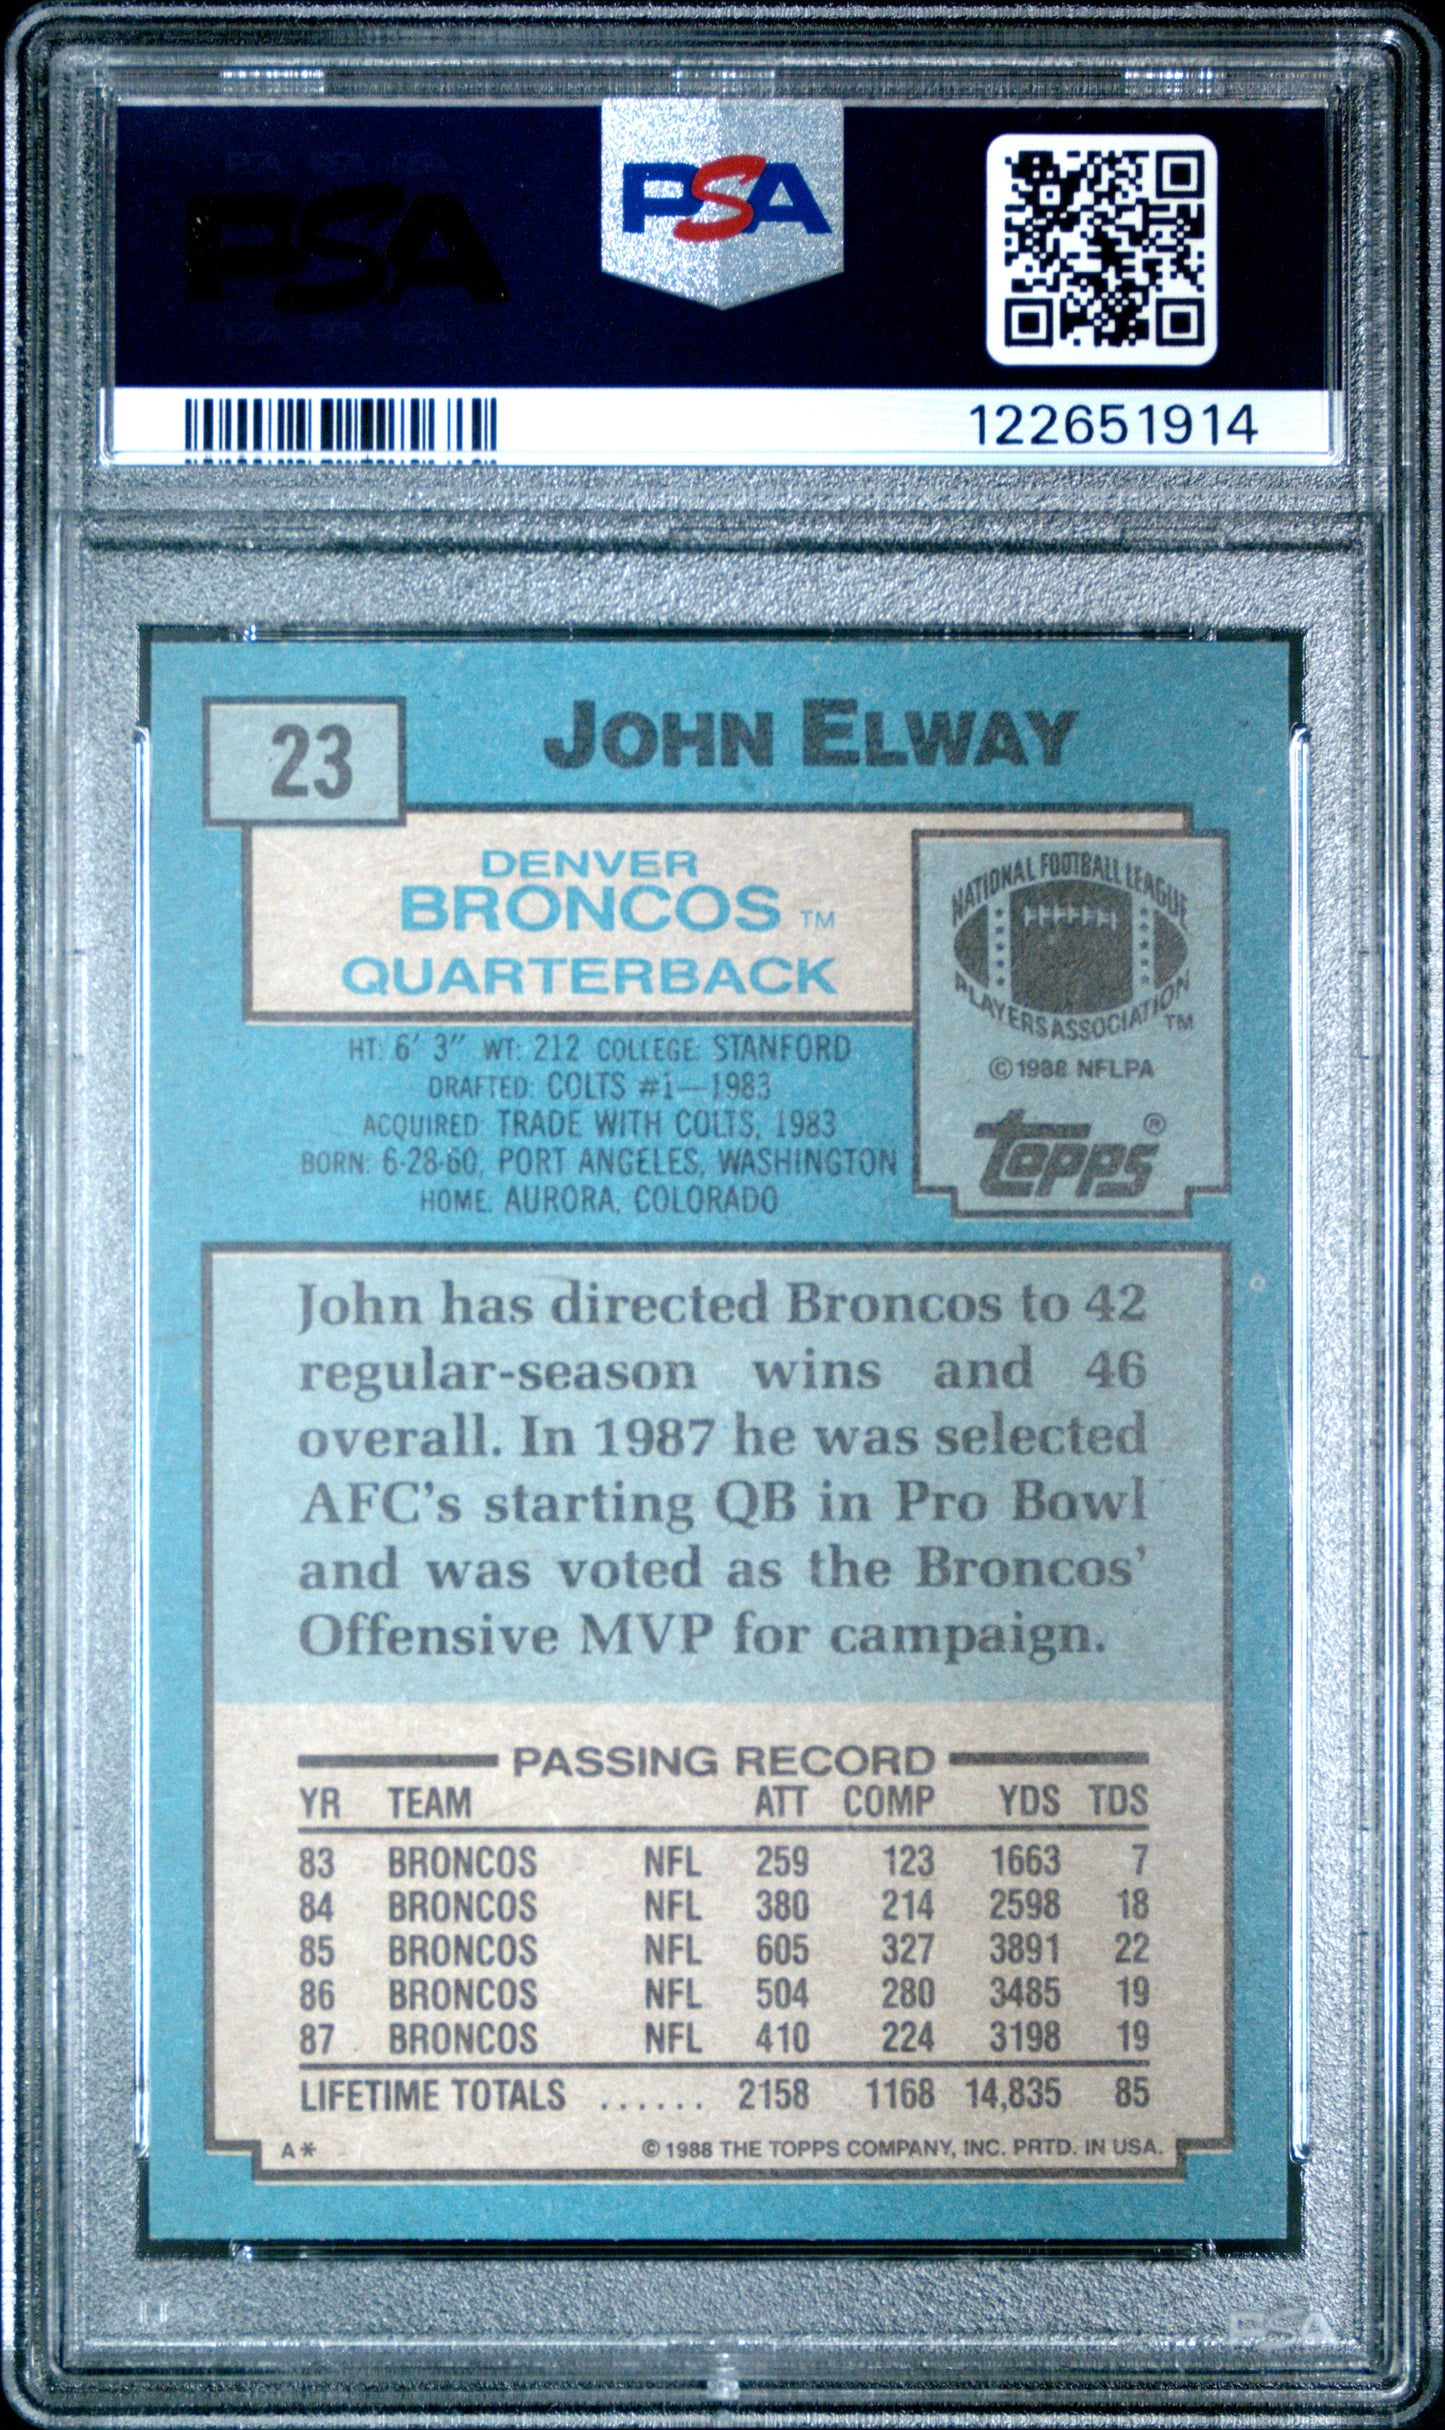 PSA
PSA
122651914
23
JOHN ELWAY
DENVER
BRONCOS TM
QUARTERBACK
NATIONAL FOOTBALL LEAGUE
PLAYERS ASSOCIATION TM
©1988 NFLPA
topps®
HT: 6' 3" WT: 212 COLLEGE: STANFORD
DRAFTED: COLTS #1—1983
ACQUIRED: TRADE WITH COLTS, 1983
BORN: 6-28-60, PORT ANGELES, WASHINGTON
HOME: AURORA, COLORADO
John has directed Broncos to 42
regular-season wins and 46
overall. In 1987 he was selected
AFC's starting QB in Pro Bowl
and was voted as the Broncos'
Offensive MVP for campaign.
PASSING RECORD
YR TEAM ATT COMP YDS TDS
83 BRONCOS NFL 259 123 1663 7
84 BRONCOS NFL 380 214 2598 18
85 BRONCOS NFL 605 327 3891 22
86 BRONCOS NFL 504 280 3485 19
87 BRONCOS NFL 410 224 3198 19
LIFETIME TOTALS ...... 2158 1168 14,835 85
A* © 1988 THE TOPPS COMPANY, INC. PRTD. IN USA.
PSA